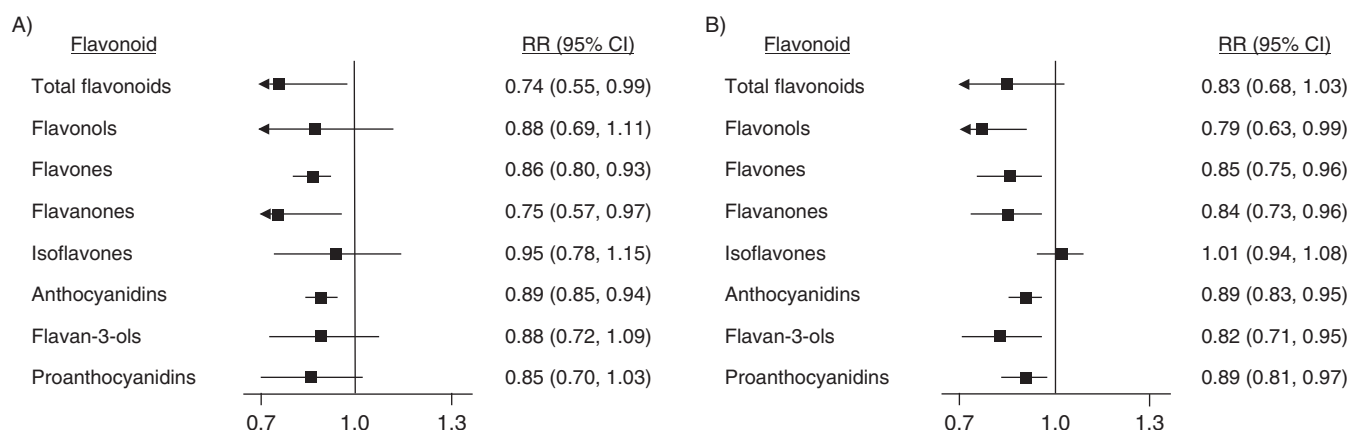 A)
Flavonoid RR (95% CI)
Total flavonoids 0.74 (0.55, 0.99)
Flavonols 0.88 (0.69, 1.11)
Flavones 0.86 (0.80, 0.93)
Flavanones 0.75 (0.57, 0.97)
Isoflavones 0.95 (0.78, 1.15)
Anthocyanidins 0.89 (0.85, 0.94)
Flavan-3-ols 0.88 (0.72, 1.09)
Proanthocyanidins 0.85 (0.70, 1.03)
0.7 1.0 1.3
B)
Flavonoid RR (95% CI)
Total flavonoids 0.83 (0.68, 1.03)
Flavonols 0.79 (0.63, 0.99)
Flavones 0.85 (0.75, 0.96)
Flavanones 0.84 (0.73, 0.96)
Isoflavones 1.01 (0.94, 1.08)
Anthocyanidins 0.89 (0.83, 0.95)
Flavan-3-ols 0.82 (0.71, 0.95)
Proanthocyanidins 0.89 (0.81, 0.97)
0.7 1.0 1.3